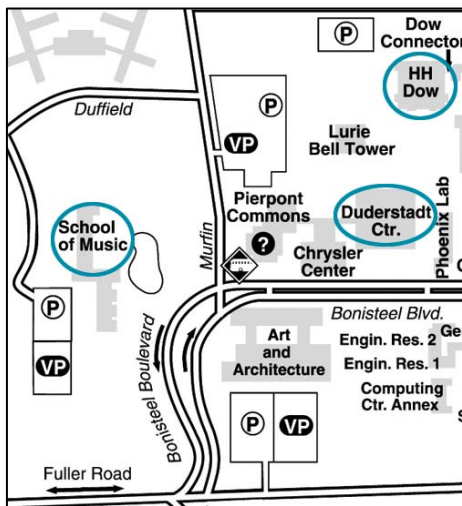 Dow
Connector
P
HH
Dow
Duffield
P
VP
Lurie
Bell Tower
School
of Music
Pierpont
Commons
Duderstadt
Ctr.
Phoenix Lab
Murfin
?
Chrysler
Center
C
P
VP
Bonisteel Boulevard
Bonisteel Blvd.
Art
and
Architecture
Engin. Res. 2
Ge
Engin. Res. 1
Computing
Ctr. Annex
S
P
VP
Fuller Road